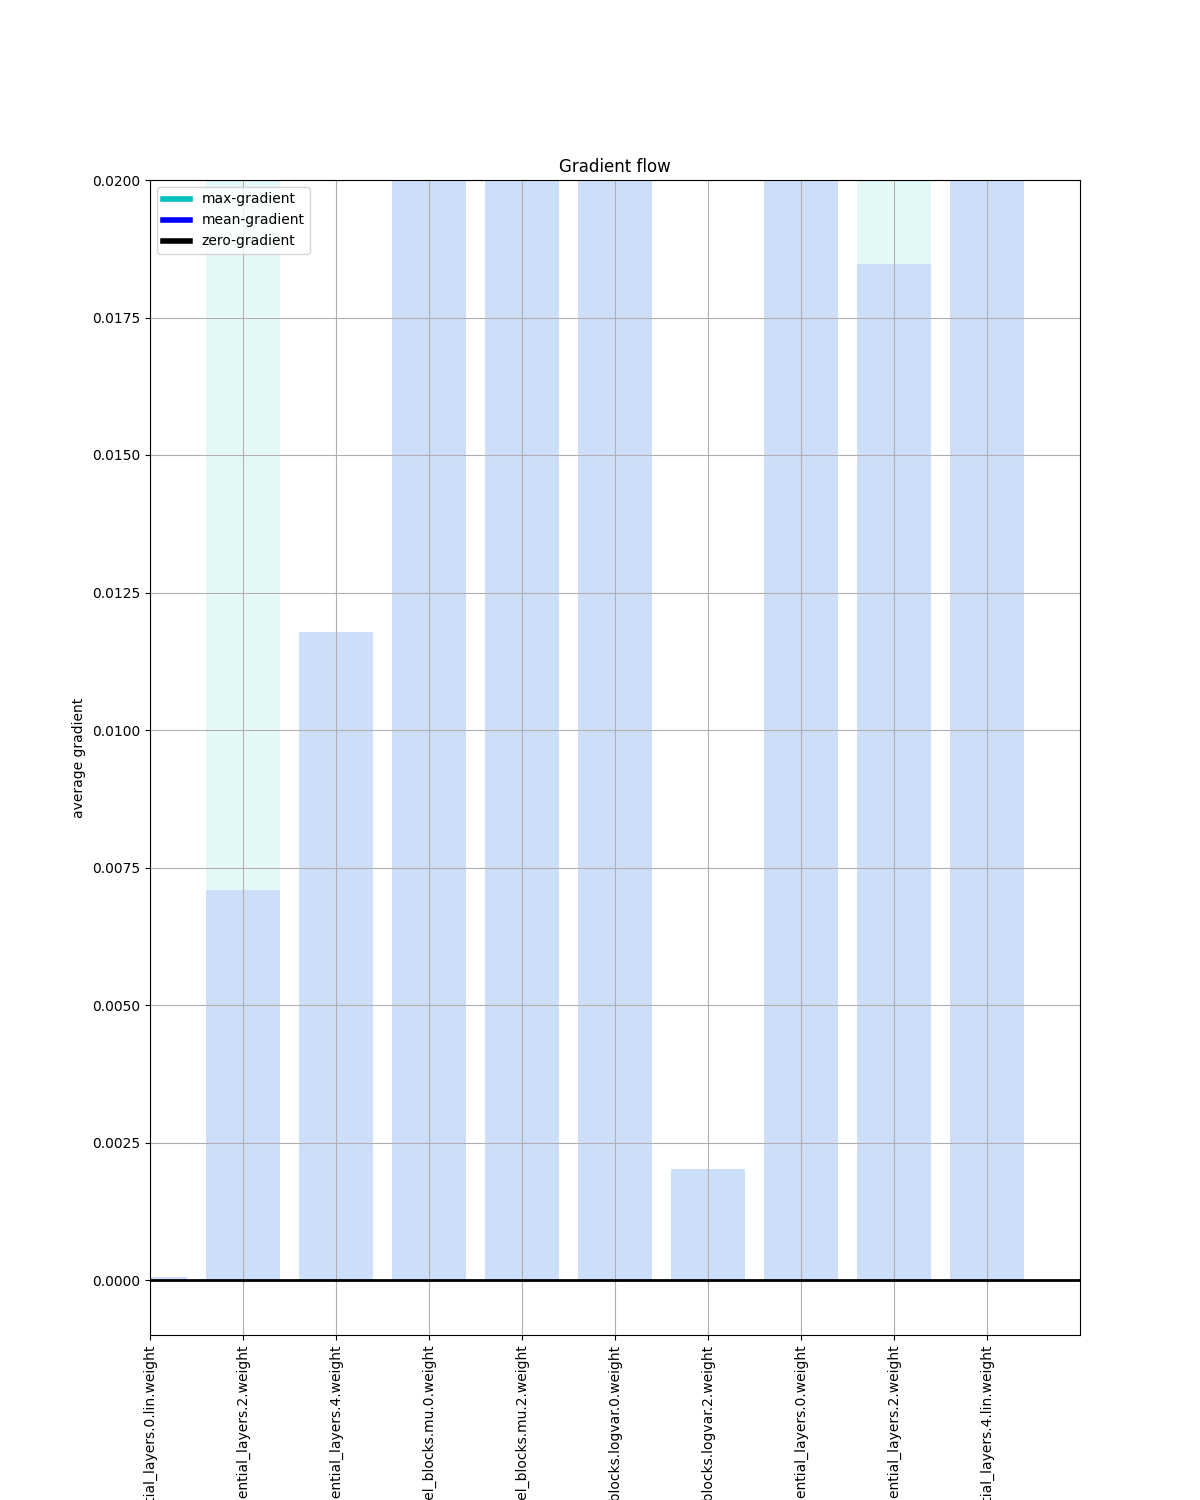 Gradient flow
max-gradient
mean-gradient
zero-gradient
0.0200
0.0175
0.0150
0.0125
0.0100
0.0075
0.0050
0.0025
0.0000
average gradient
tial_layers.0.lin.weight
ential_layers.2.weight
ential_layers.4.weight
el_blocks.mu.0.weight
el_blocks.mu.2.weight
blocks.logvar.0.weight
blocks.logvar.2.weight
ential_layers.0.weight
ential_layers.2.weight
tial_layers.4.lin.weight